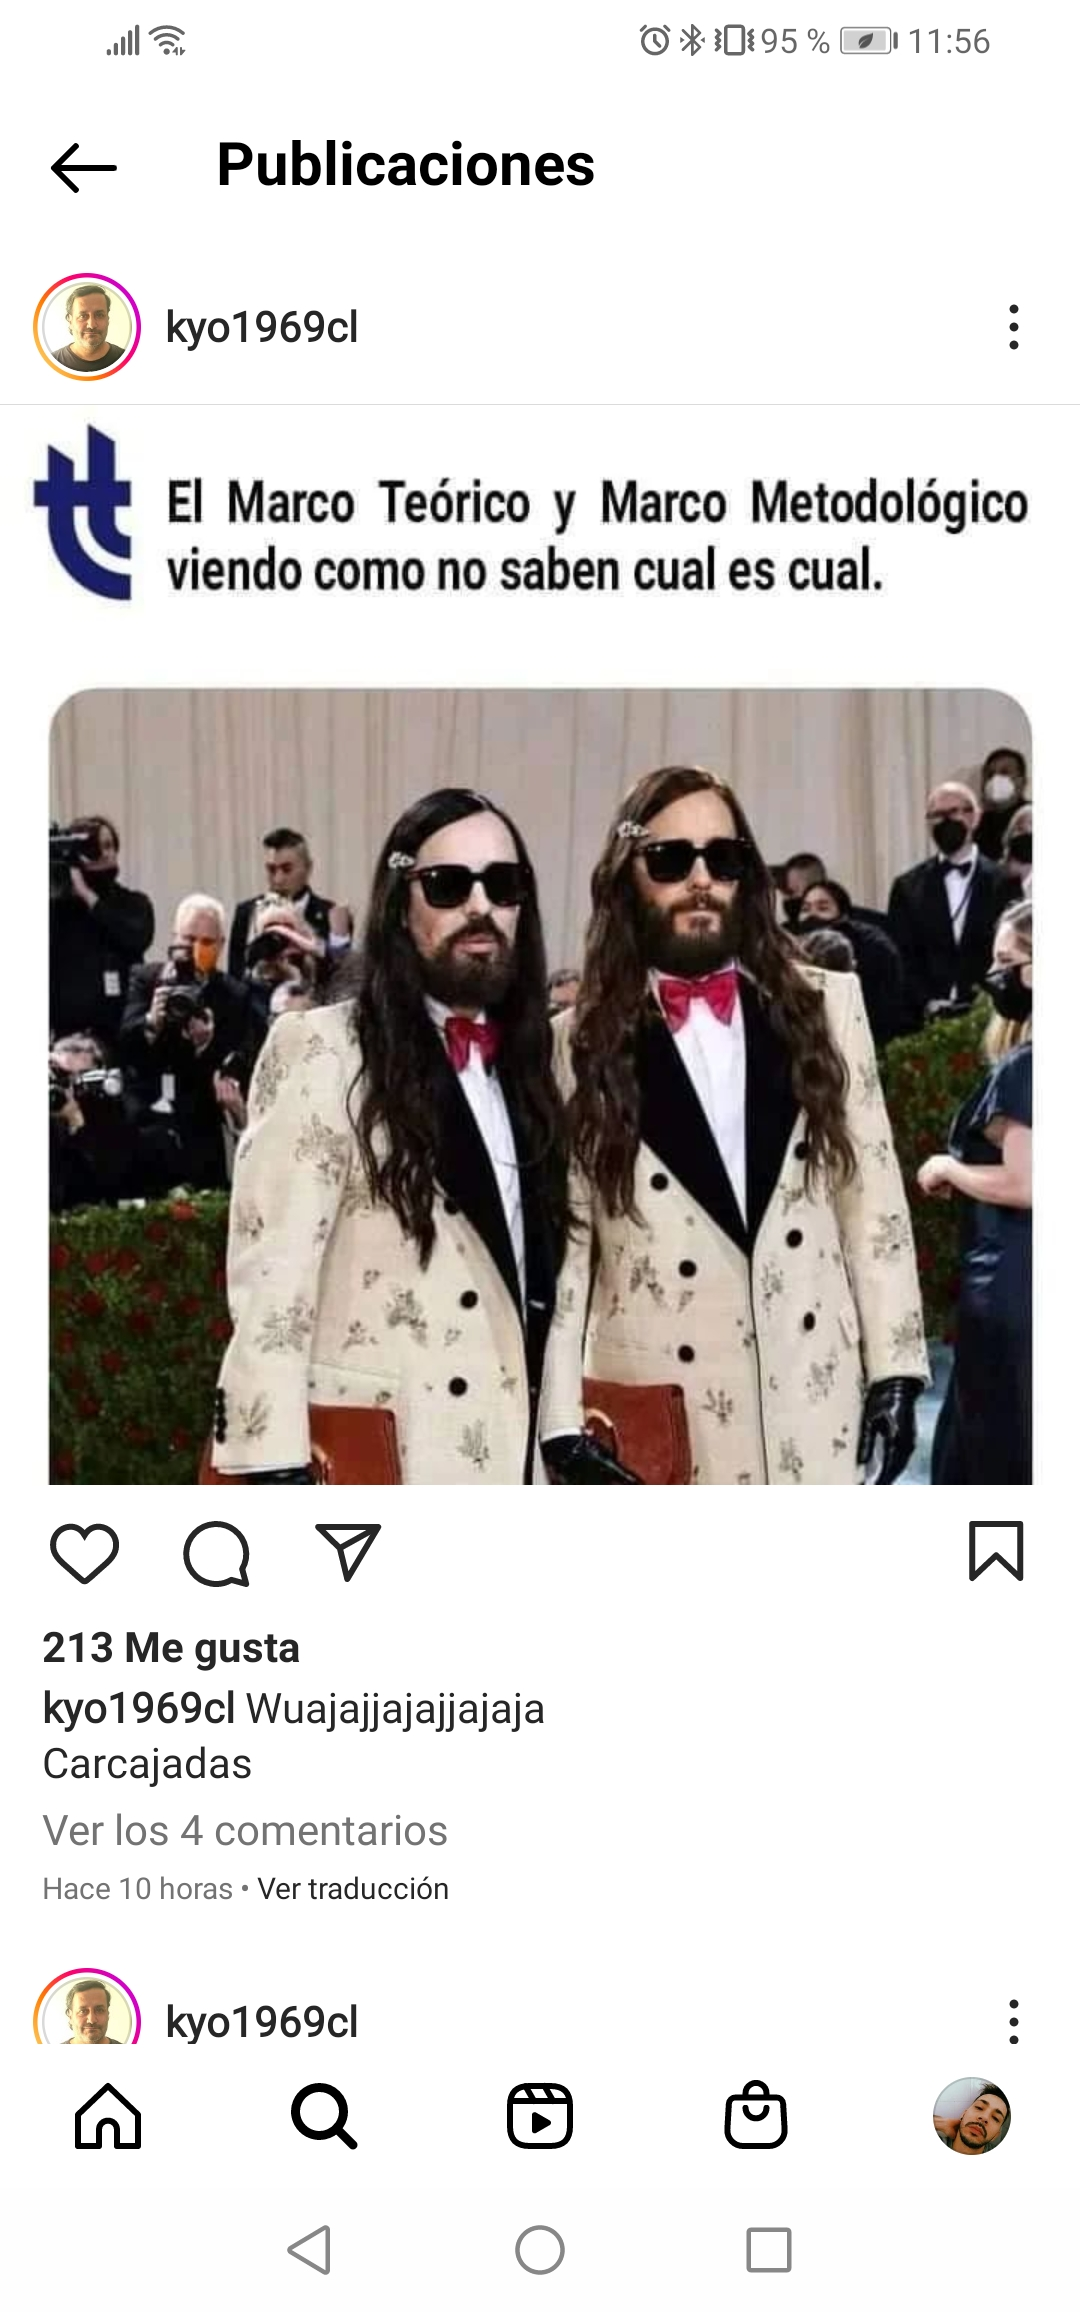 95 % 11:56
Publicaciones
kyo1969cl
El Marco Teórico y Marco Metodológico
viendo como no saben cual es cual.
213 Me gusta
kyo1969cl Wuajajjajajjajaja
Carcajadas
Ver los 4 comentarios
Hace 10 horas • Ver traducción
kyo1969cl